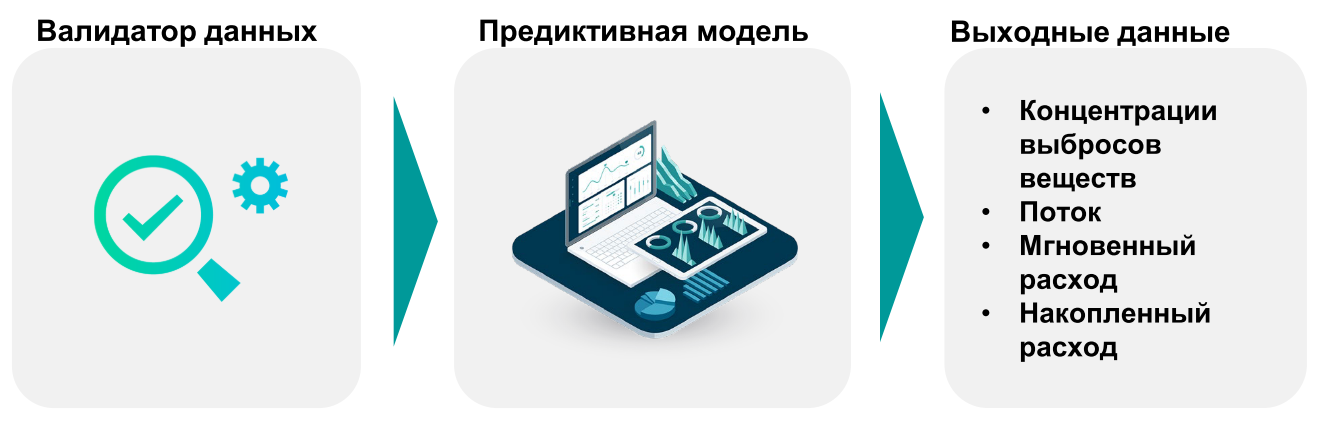 Валидатор данных
Предиктивная модель
Выходные данные
• Концентрации
выбросов
веществ
• Поток
• Мгновенный
расход
• Накопленный
расход